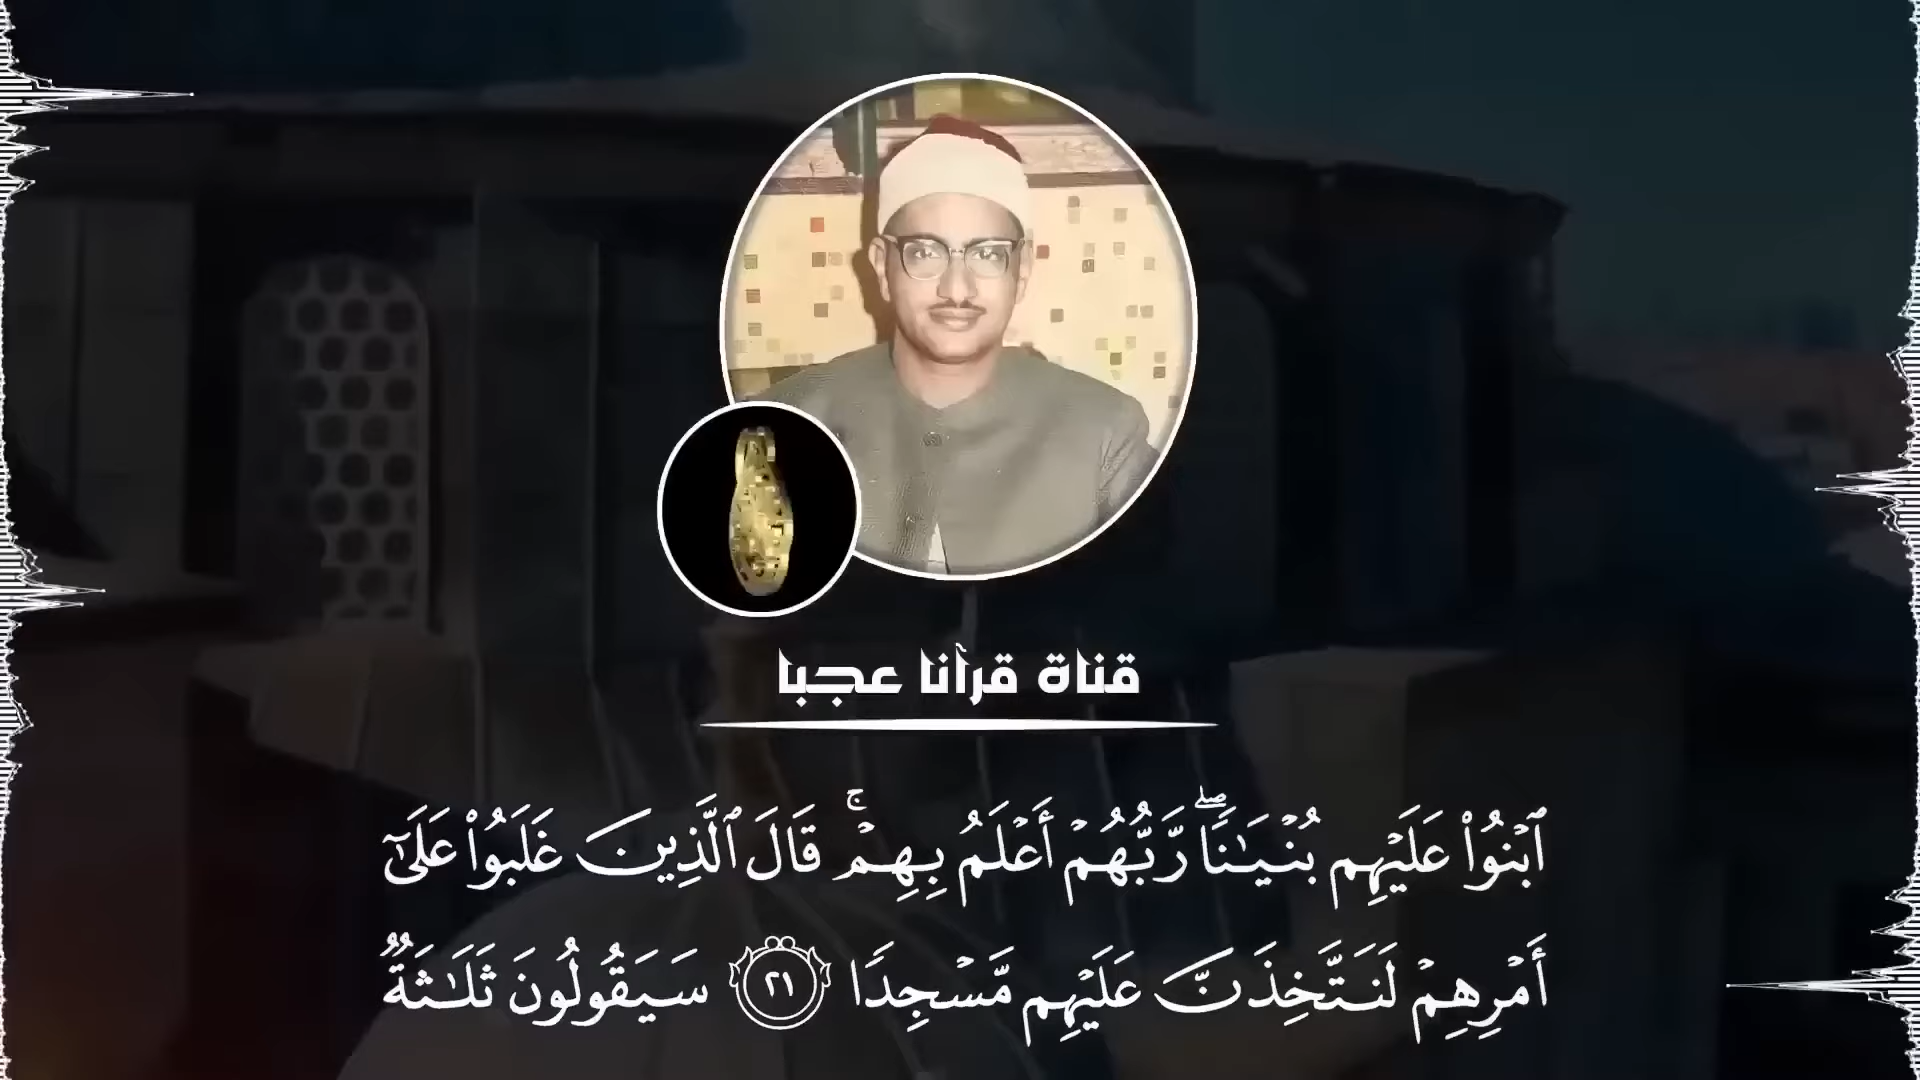 قناة قرآنا عجبا
ٱبۡنُواْ عَلَيۡهِم بُنۡيَٰنٗاۖ رَّبُّهُمۡ أَعۡلَمُ بِهِمۡۚ قَالَ ٱلَّذِينَ غَلَبُواْ عَلَىٰٓ
أَمۡرِهِمۡ لَنَتَّخِذَنَّ عَلَيۡهِم مَّسۡجِدٗا ٢١ سَيَقُولُونَ ثَلَٰثَةٞ